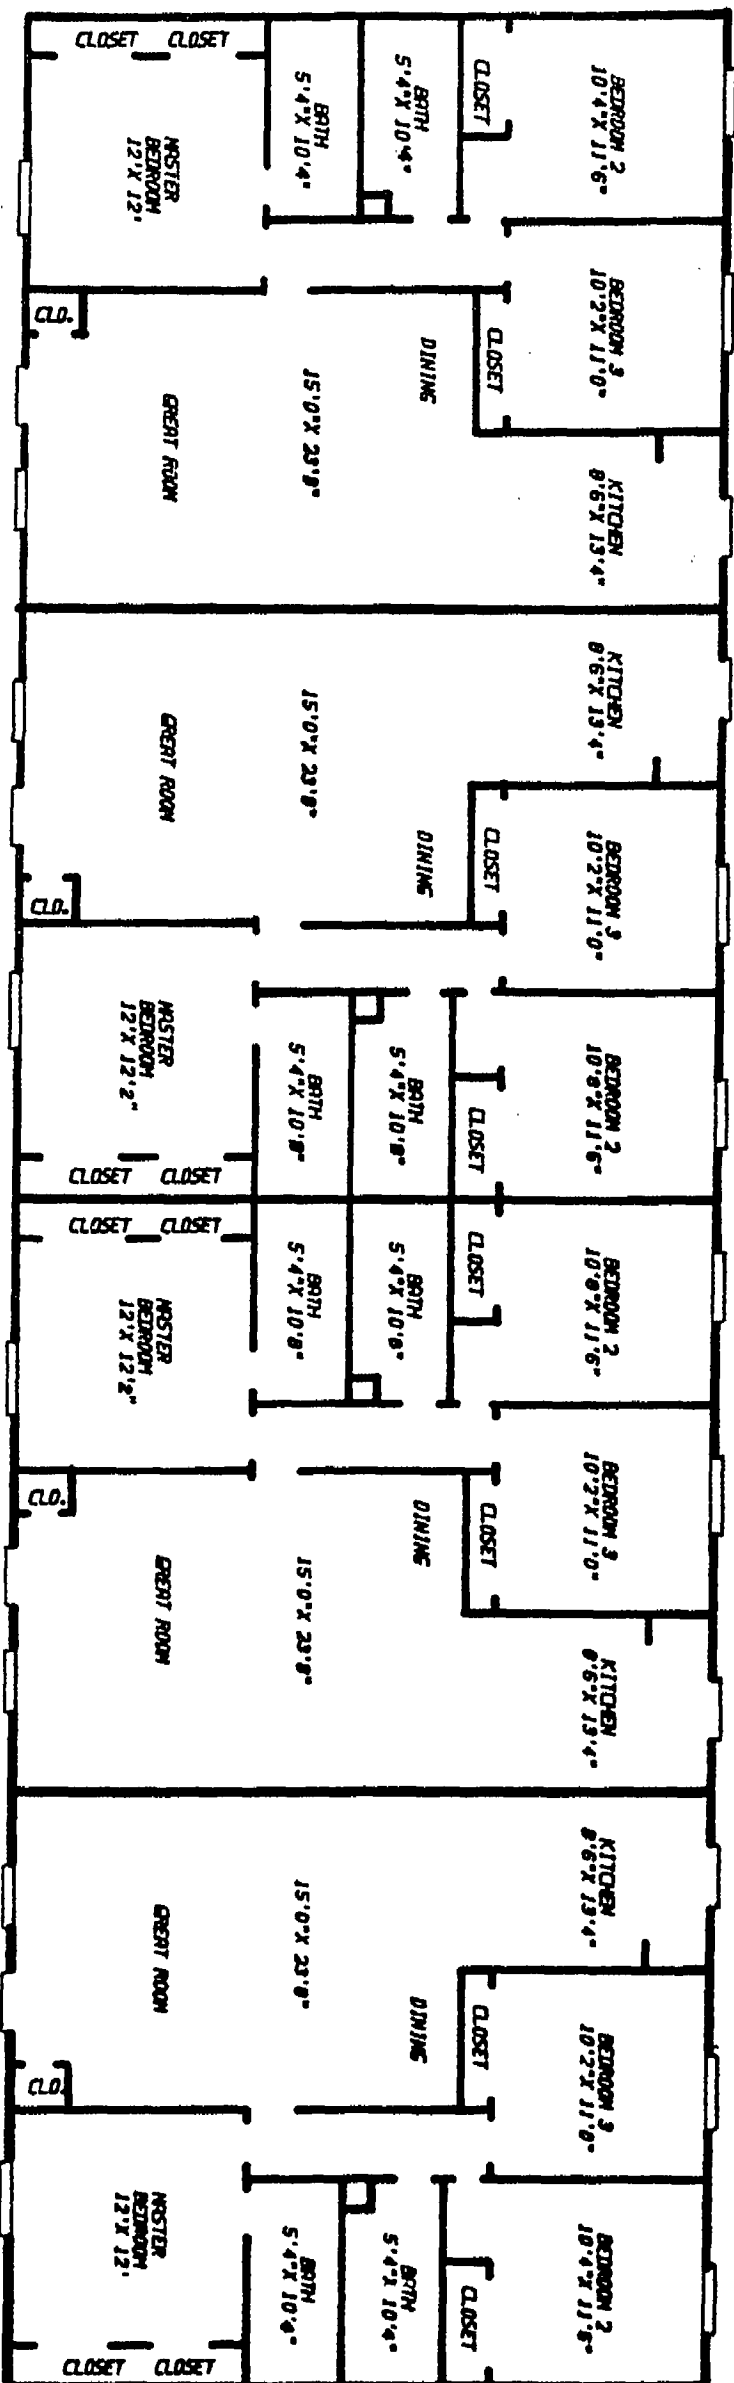 CLOSET CLOSET
MASTER
BEDROOM
12'X 12'
BATH
5'4"X 10'4"
BATH
5'4"X 10'4"
CLOSET
BEDROOM 2
10'4"X 11'6"
CLO.
GREAT ROOM
15'0"X 23'8"
DINING
CLOSET
BEDROOM 3
10'2"X 11'0"
KITCHEN
8'6"X 13'4"
KITCHEN
8'6"X 13'4"
GREAT ROOM
15'0"X 23'8"
DINING
CLOSET
BEDROOM 3
10'2"X 11'0"
CLO.
MASTER
BEDROOM
12'X 12'2"
BATH
5'4"X 10'8"
BATH
5'4"X 10'8"
CLOSET
BEDROOM 2
10'8"X 11'6"
CLOSET CLOSET
CLOSET CLOSET
MASTER
BEDROOM
12'X 12'2"
BATH
5'4"X 10'8"
BATH
5'4"X 10'8"
CLOSET
BEDROOM 2
10'8"X 11'6"
CLO.
GREAT ROOM
15'0"X 23'8"
DINING
CLOSET
BEDROOM 3
10'2"X 11'0"
KITCHEN
8'6"X 13'4"
KITCHEN
8'6"X 13'4"
GREAT ROOM
15'0"X 23'8"
DINING
CLOSET
BEDROOM 3
10'2"X 11'0"
CLO.
MASTER
BEDROOM
12'X 12'
BATH
5'4"X 10'4"
BATH
5'4"X 10'4"
CLOSET
BEDROOM 2
10'4"X 11'6"
CLOSET CLOSET